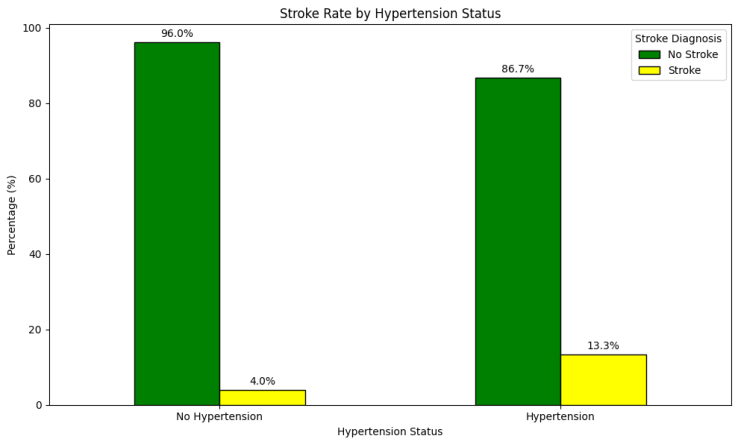 Stroke Rate by Hypertension Status
Stroke Diagnosis
No Stroke
Stroke
96.0%
86.7%
4.0%
13.3%
100
80
60
40
20
0
Percentage (%)
No Hypertension
Hypertension
Hypertension Status